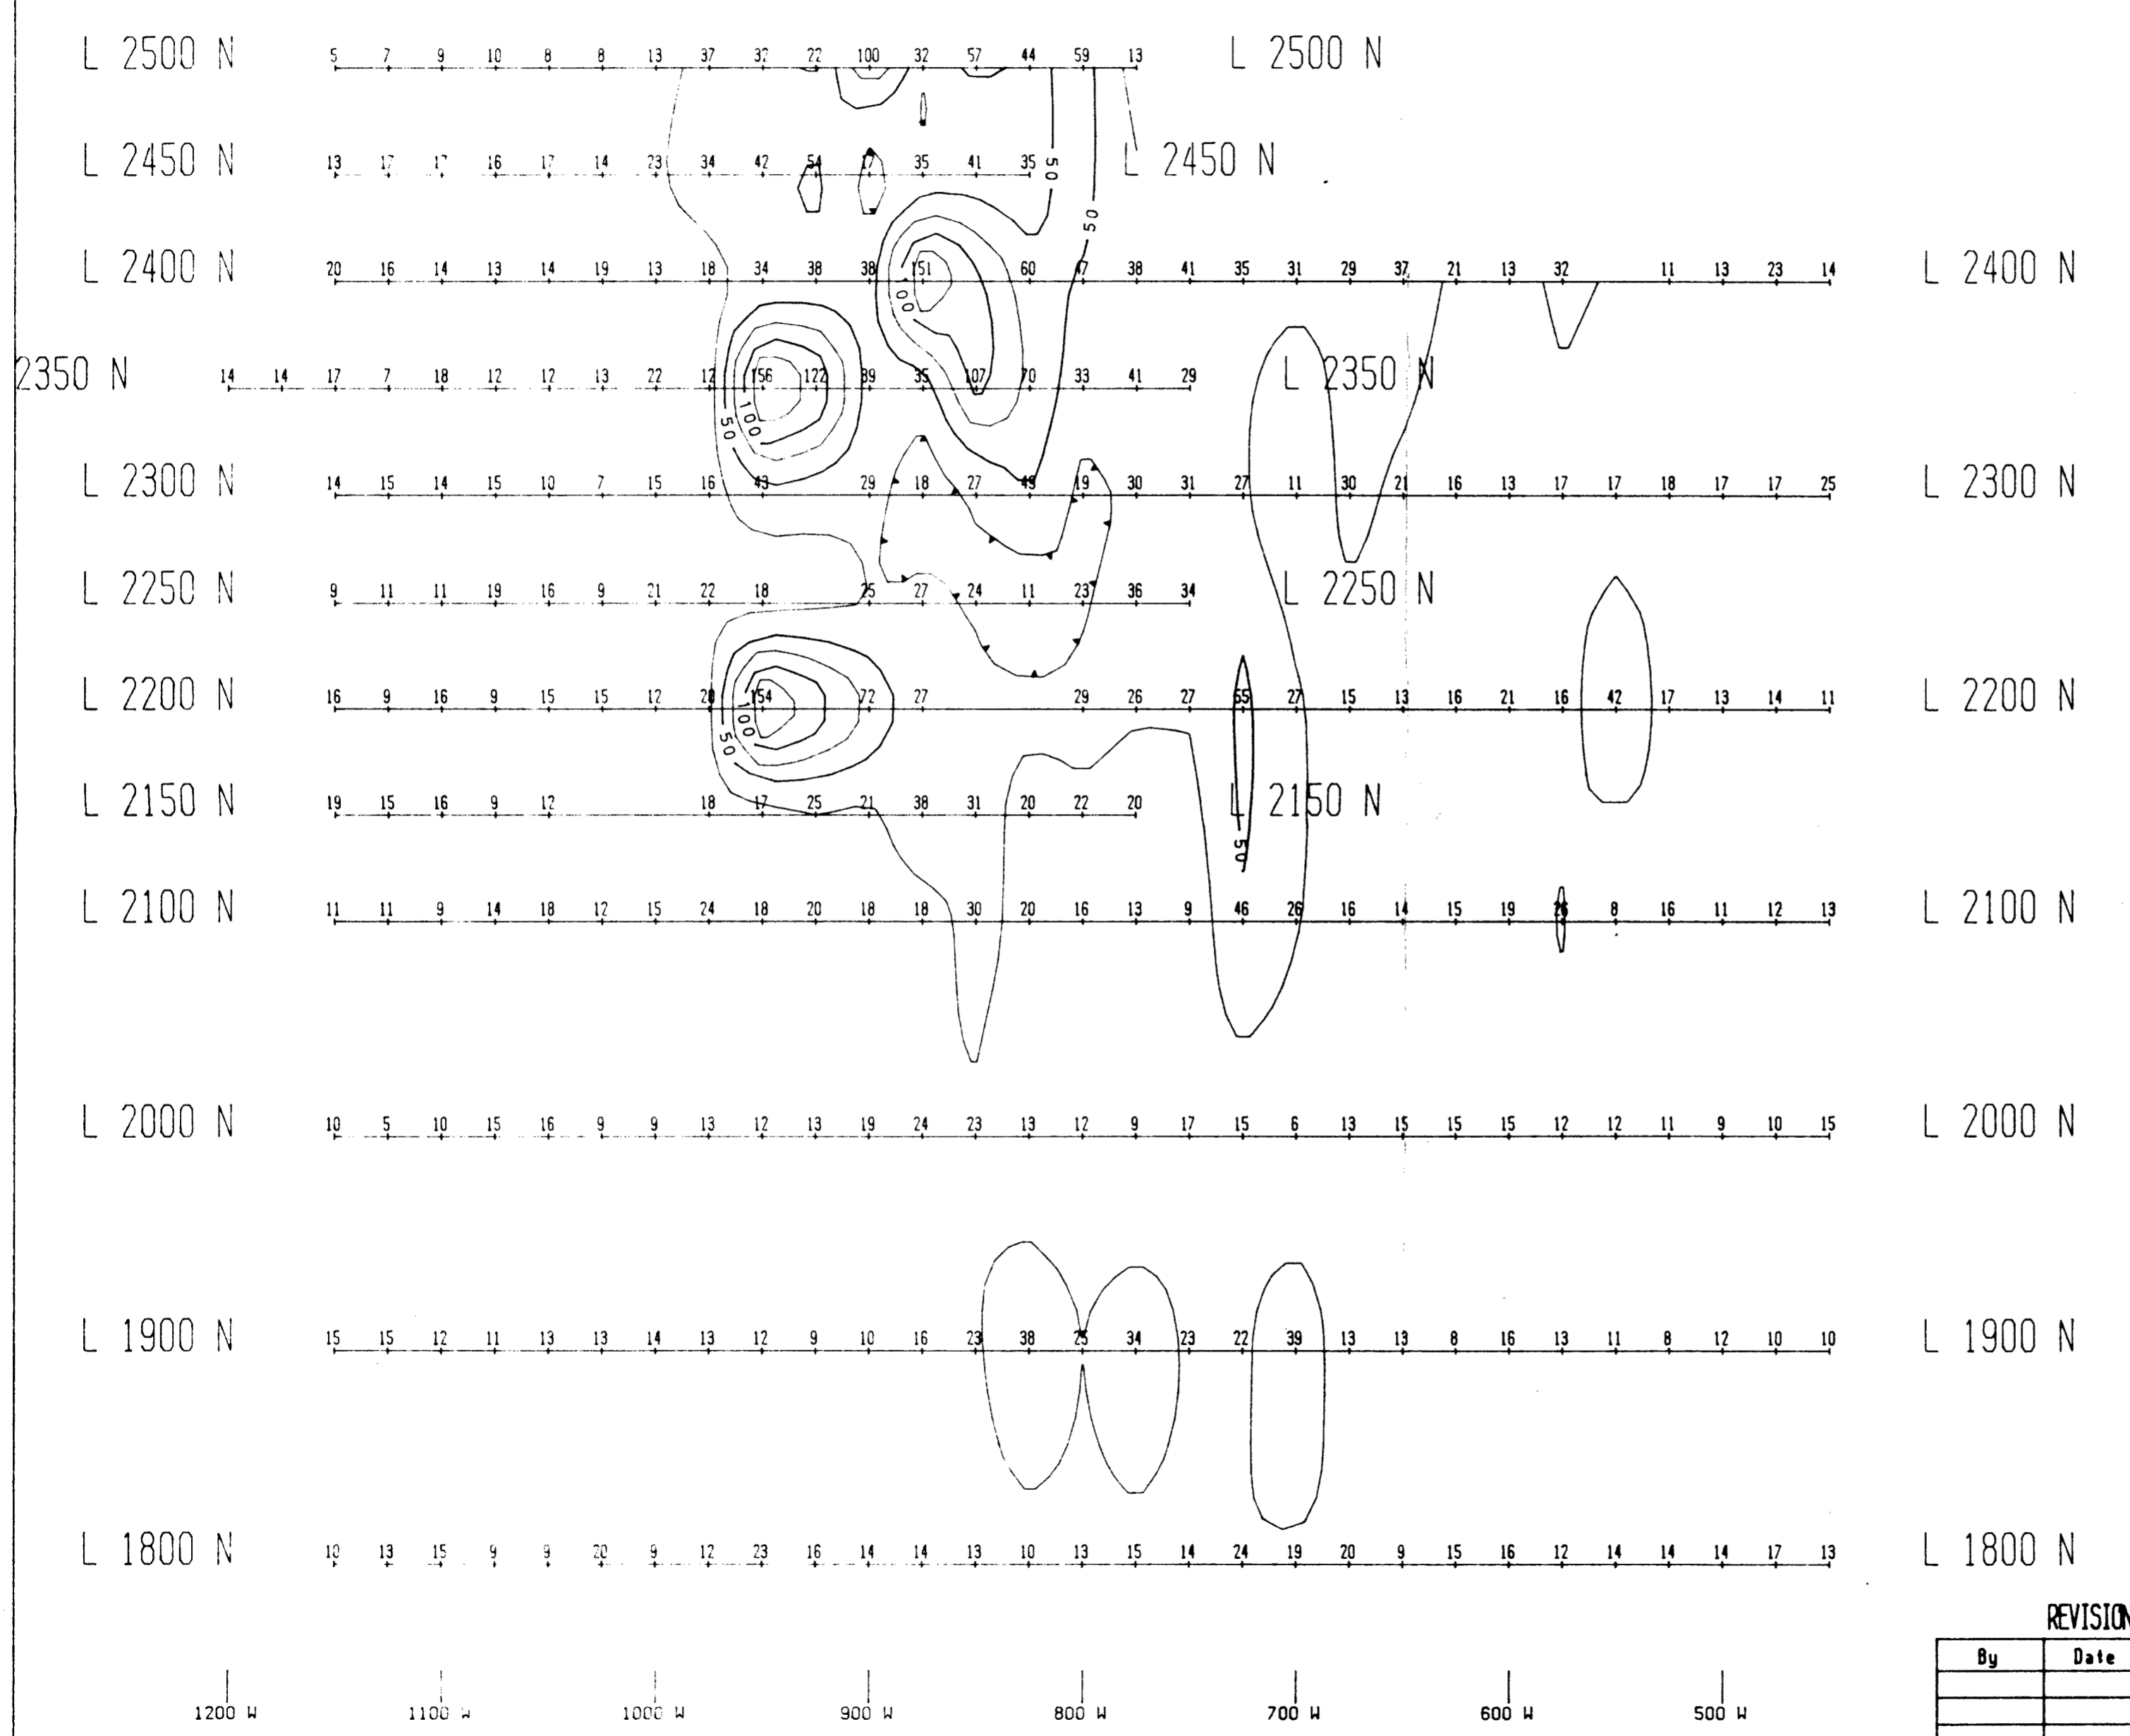 L 2500 N 5 7 9 10 8 8 13 37 32 22 100 32 57 44 59 13 L 2500 N
L 2450 N 13 17 17 16 17 14 23 34 42 54 17 35 41 35 L 2450 N
50
50
L 2400 N 20 16 14 13 14 19 13 18 34 38 38 151 60 47 38 41 35 31 29 37 21 13 32 11 13 23 14 L 2400 N
100
2350 N 14 14 17 7 18 12 12 13 22 12 156 122 89 35 107 70 33 41 29 L 2350 N
50 100
L 2300 N 14 15 14 15 10 7 15 16 43 29 18 27 49 19 30 31 27 11 30 21 16 13 17 17 18 17 17 25 L 2300 N
L 2250 N 9 11 11 19 16 9 21 22 18 25 27 24 11 23 36 34 L 2250 N
L 2200 N 16 9 16 9 15 15 12 20 154 72 27 29 26 27 55 27 15 13 16 21 16 42 17 13 14 11 L 2200 N
50 100
L 2150 N 19 15 16 9 12 18 17 25 21 38 31 20 22 20 L 2150 N
50
L 2100 N 11 11 9 14 18 12 15 24 18 20 18 18 30 20 16 13 9 46 26 16 14 15 19 26 8 16 11 12 13 L 2100 N
L 2000 N 10 5 10 15 16 9 9 13 12 13 19 24 23 13 12 9 17 15 6 13 15 15 15 12 12 11 9 10 15 L 2000 N
L 1900 N 15 15 12 11 13 13 14 13 12 9 10 16 23 38 25 34 23 22 39 13 13 8 16 13 11 8 12 10 10 L 1900 N
L 1800 N 10 13 15 9 9 20 9 12 23 16 14 14 13 10 13 15 14 24 19 20 9 15 16 12 14 14 14 17 13 L 1800 N
REVISION
By Date
1200 W 1100 W 1000 W 900 W 800 W 700 W 600 W 500 W